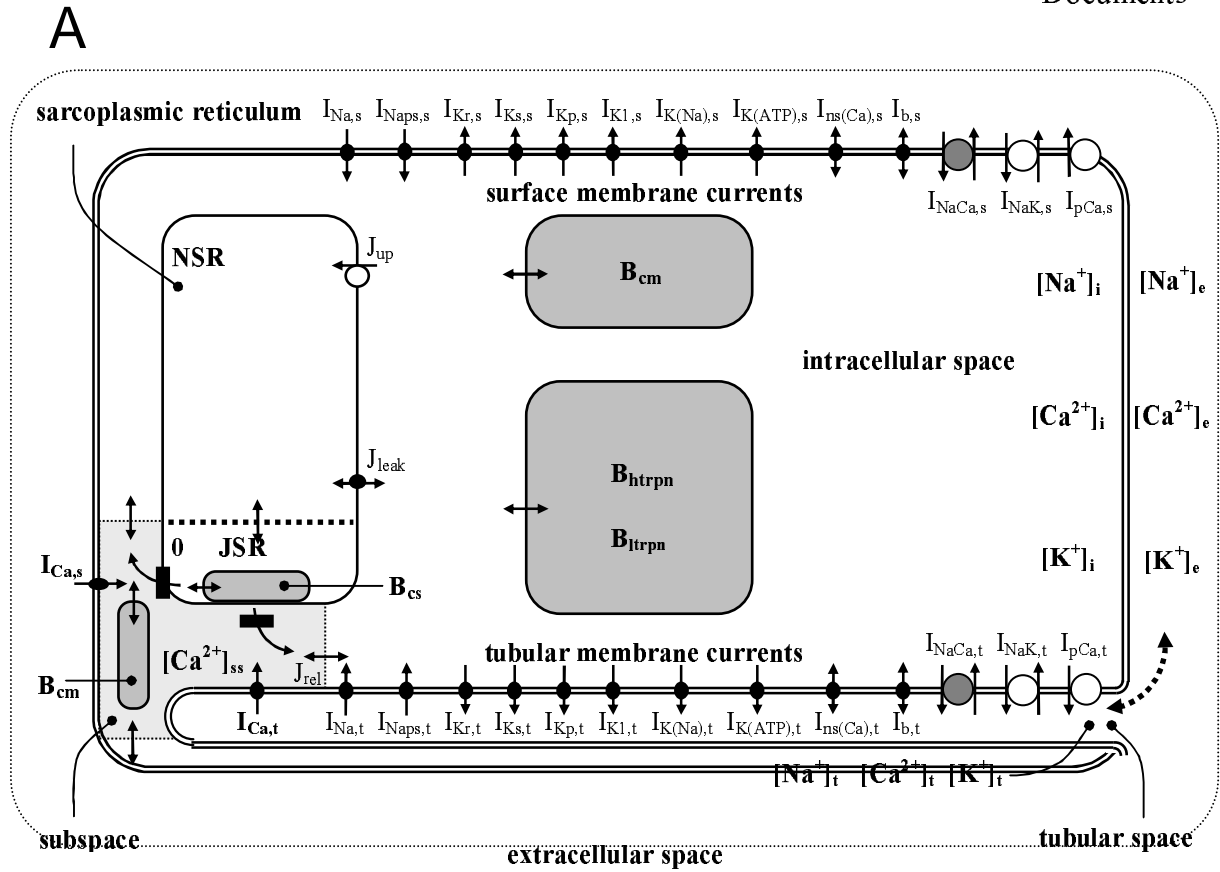 Documents
A
sarcoplasmic reticulum
I_Na,s I_Naps,s I_Kr,s I_Ks,s I_Kp,s I_K1,s I_K(Na),s I_K(ATP),s I_ns(Ca),s I_b,s
surface membrane currents
I_NaCa,s I_NaK,s I_pCa,s
NSR
J_up
B_cm
[Na⁺]_i [Na⁺]_e
intracellular space
[Ca²⁺]_i [Ca²⁺]_e
J_leak
B_htrpn
B_ltrpn
0 JSR
I_Ca,s
B_cs
[K⁺]_i [K⁺]_e
[Ca²⁺]_ss
J_rel
tubular membrane currents
I_NaCa,t I_NaK,t I_pCa,t
B_cm
I_Ca,t I_Na,t I_Naps,t I_Kr,t I_Ks,t I_Kp,t I_K1,t I_K(Na),t I_K(ATP),t I_ns(Ca),t I_b,t
[Na⁺]_t [Ca²⁺]_t [K⁺]_t
subspace
tubular space
extracellular space